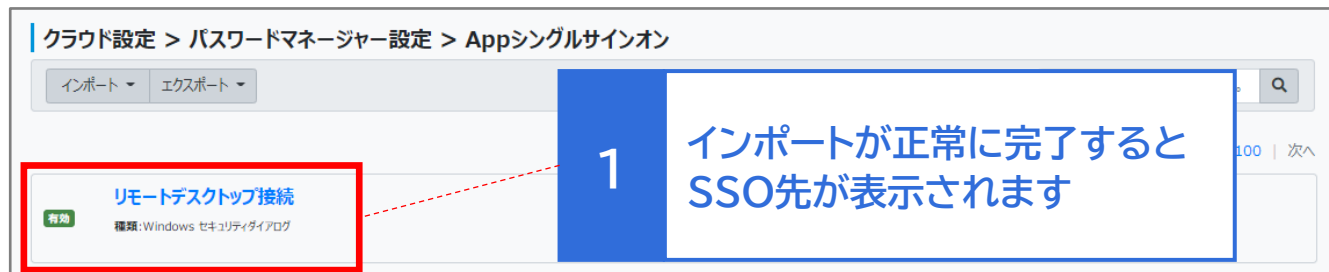 クラウド設定 > パスワードマネージャー設定 > Appシングルサインオン
インポート エクスポート
1
インポートが正常に完了すると
SSO先が表示されます
100 | 次へ
リモートデスクトップ接続
有効
種類:Windows セキュリティダイアログ